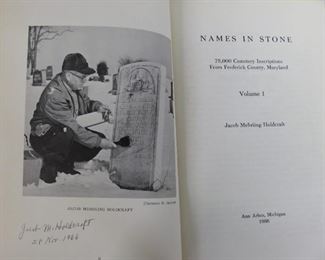 JACOB MEHRLING HOLDCRAFT
Jacob M. Holdcraft
28 Nov. 1966
NAMES IN STONE
75,000 Cemetery Inscriptions
From Frederick County, Maryland
Volume 1
Jacob Mehrling Holdcraft
Ann Arbor, Michigan
1966